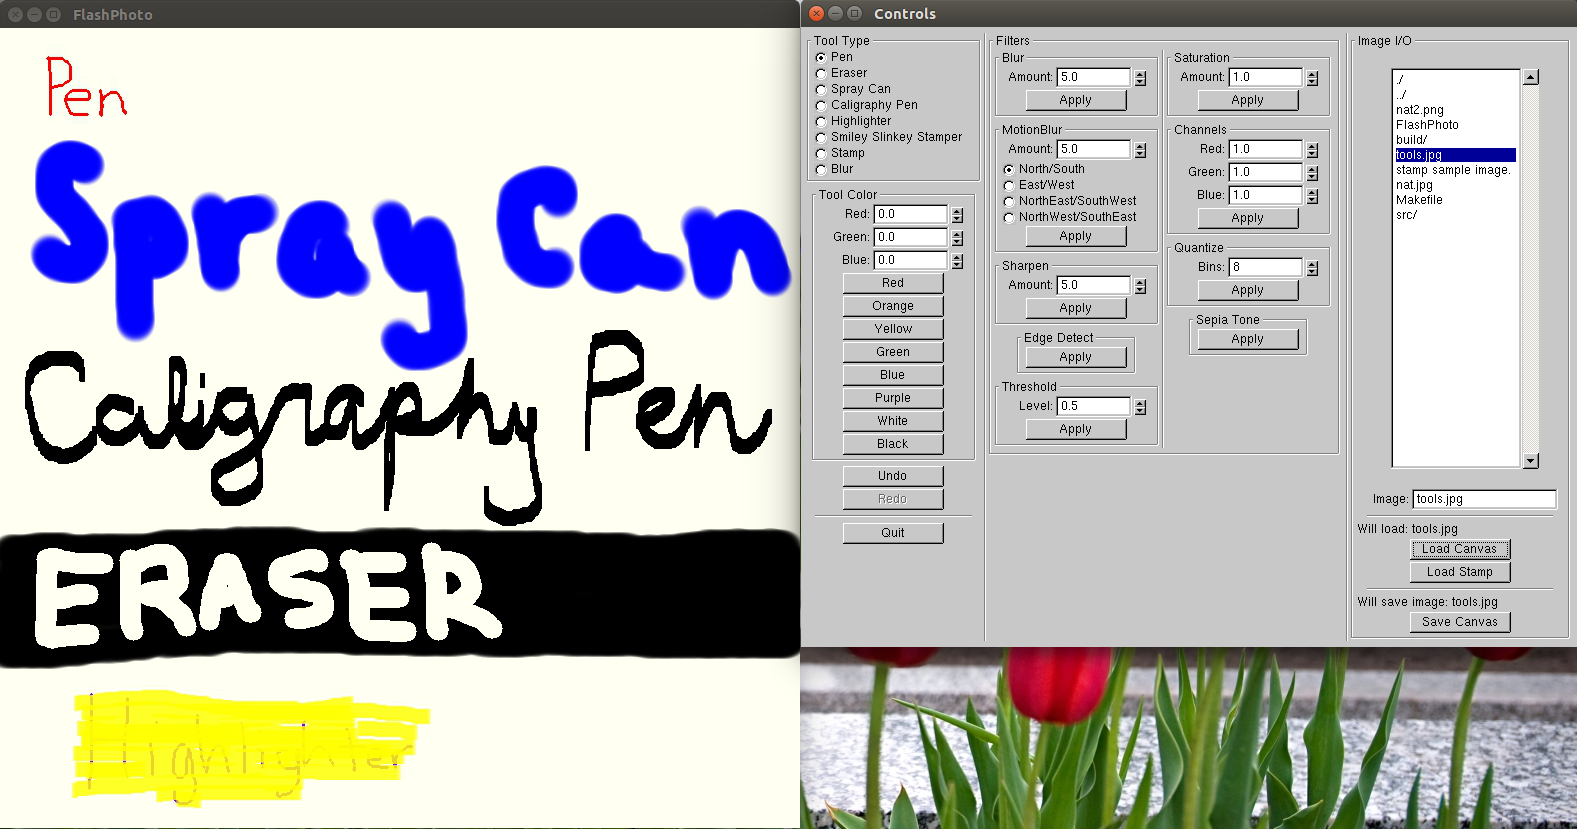 FlashPhoto
Pen
Spray Can
Caligraphy Pen
ERASER
Highlighter
Controls
Tool Type
Pen
Eraser
Spray Can
Caligraphy Pen
Highlighter
Smiley Slinkey Stamper
Stamp
Blur
Tool Color
Red: 0.0
Green: 0.0
Blue: 0.0
Red
Orange
Yellow
Green
Blue
Purple
White
Black
Undo
Redo
Quit
Filters
Blur
Amount: 5.0
Apply
MotionBlur
Amount: 5.0
North/South
East/West
NorthEast/SouthWest
NorthWest/SouthEast
Apply
Sharpen
Amount: 5.0
Apply
Edge Detect
Apply
Threshold
Level: 0.5
Apply
Saturation
Amount: 1.0
Apply
Channels
Red: 1.0
Green: 1.0
Blue: 1.0
Apply
Quantize
Bins: 8
Apply
Sepia Tone
Apply
Image I/O
./
../
nat2.png
FlashPhoto
build/
tools.jpg
stamp sample image.
nat.jpg
Makefile
src/
Image: tools.jpg
Will load: tools.jpg
Load Canvas
Load Stamp
Will save image: tools.jpg
Save Canvas